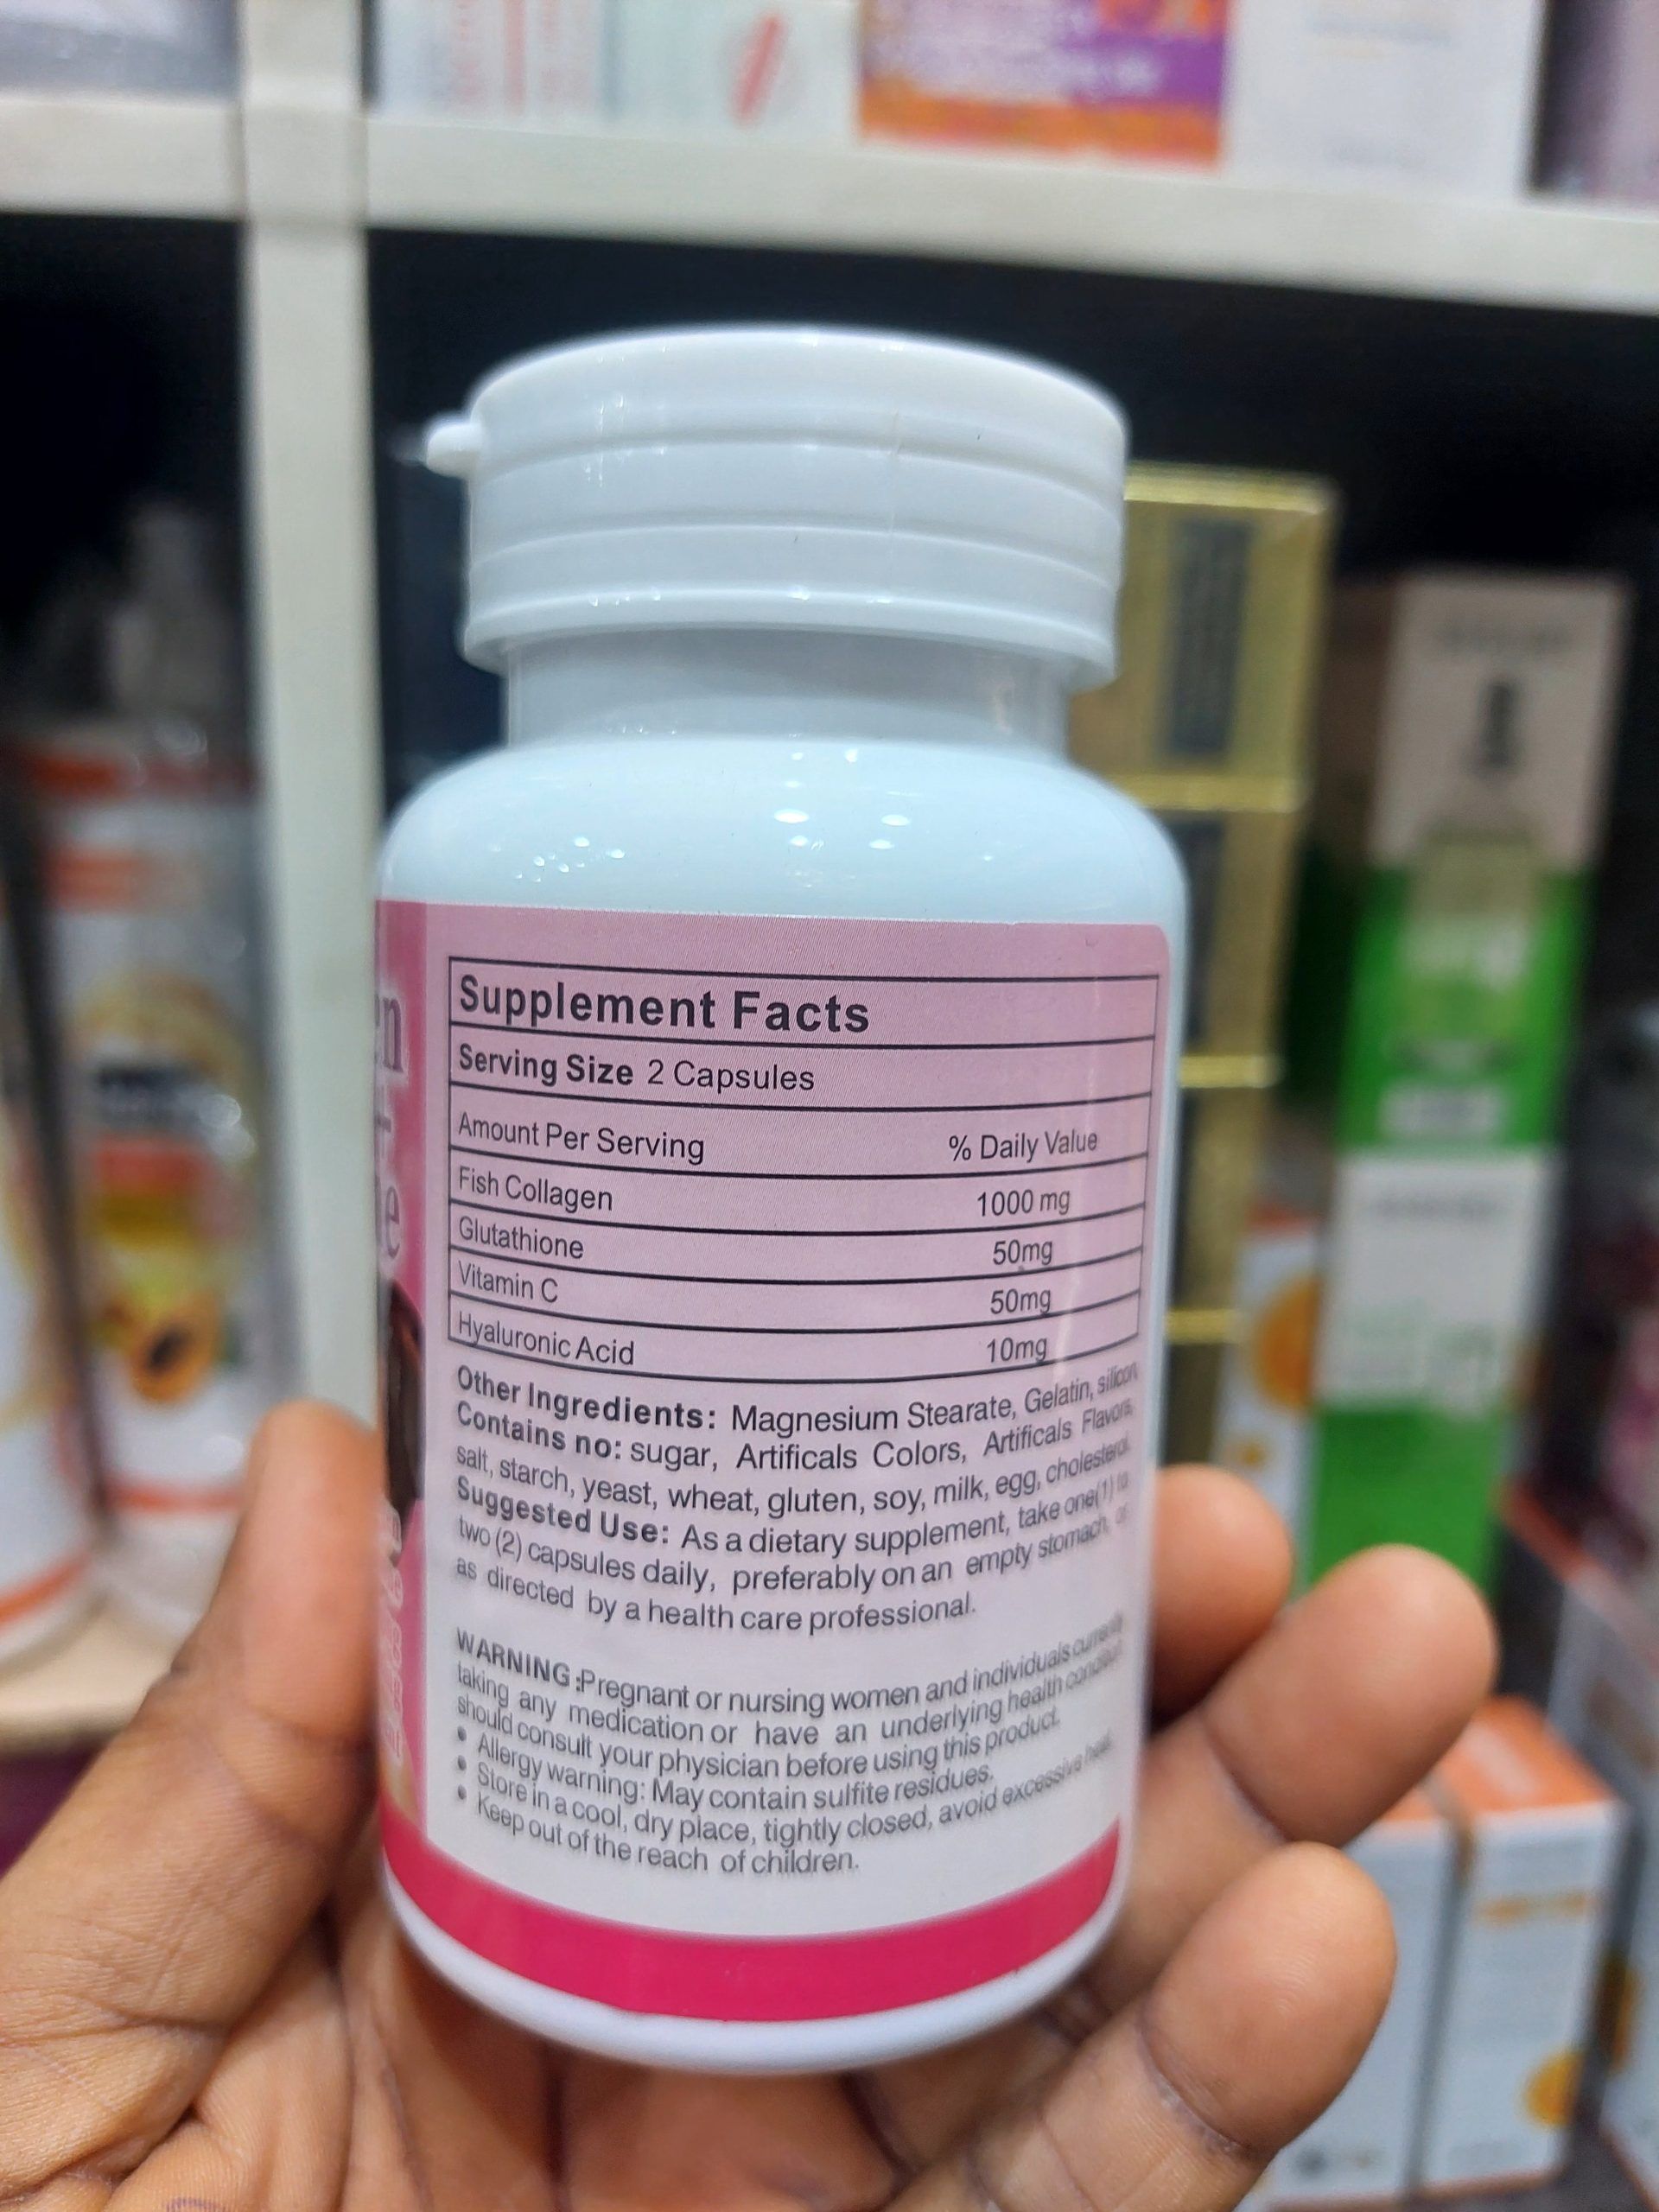 Supplement Facts
Serving Size 2 Capsules
Amount Per Serving % Daily Value
Fish Collagen 1000 mg
Glutathione 50mg
Vitamin C 50mg
Hyaluronic Acid 10mg
Other Ingredients: Magnesium Stearate, Gelatin, silicon,
Contains no: sugar, Artificals Colors, Artificals Flavors,
salt, starch, yeast, wheat, gluten, soy, milk, egg, cholesterol.
Suggested Use: As a dietary supplement, take one(1) to
two (2) capsules daily, preferably on an empty stomach, or
as directed by a health care professional.
WARNING :Pregnant or nursing women and individuals currently
taking any medication or have an underlying health condition
should consult your physician before using this product.
• Allergy warning: May contain sulfite residues.
• Store in a cool, dry place, tightly closed, avoid excessive heat.
• Keep out of the reach of children.